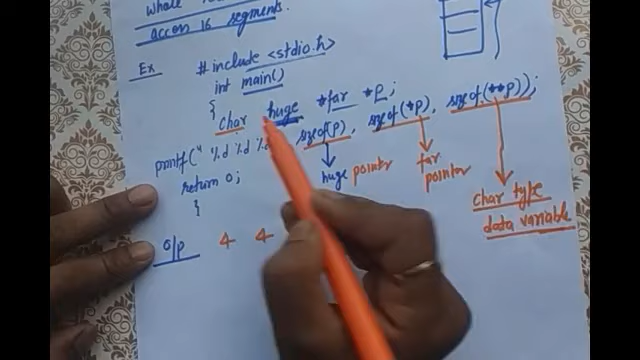 whole
accon 16 segments.
Ex
# include <stdio.h>
int main()
{
char huge *far *p;
printf(" %d %d %d sizeof(p), sizeof(*p), sizeof(**p));
return 0;
huge pointer
far pointer
}
char type
data variable
o/p 4 4